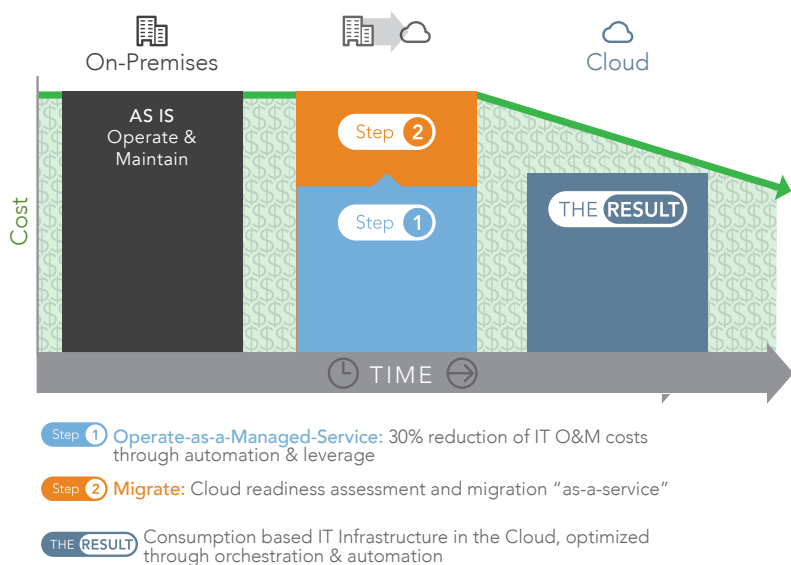 On-Premises
Cloud
AS IS
Operate &
Maintain
Step 2
Step 1
THE RESULT
Cost
TIME
Step 1 Operate-as-a-Managed-Service: 30% reduction of IT O&M costs
through automation & leverage
Step 2 Migrate: Cloud readiness assessment and migration “as-a-service”
THE RESULT Consumption based IT Infrastructure in the Cloud, optimized
through orchestration & automation